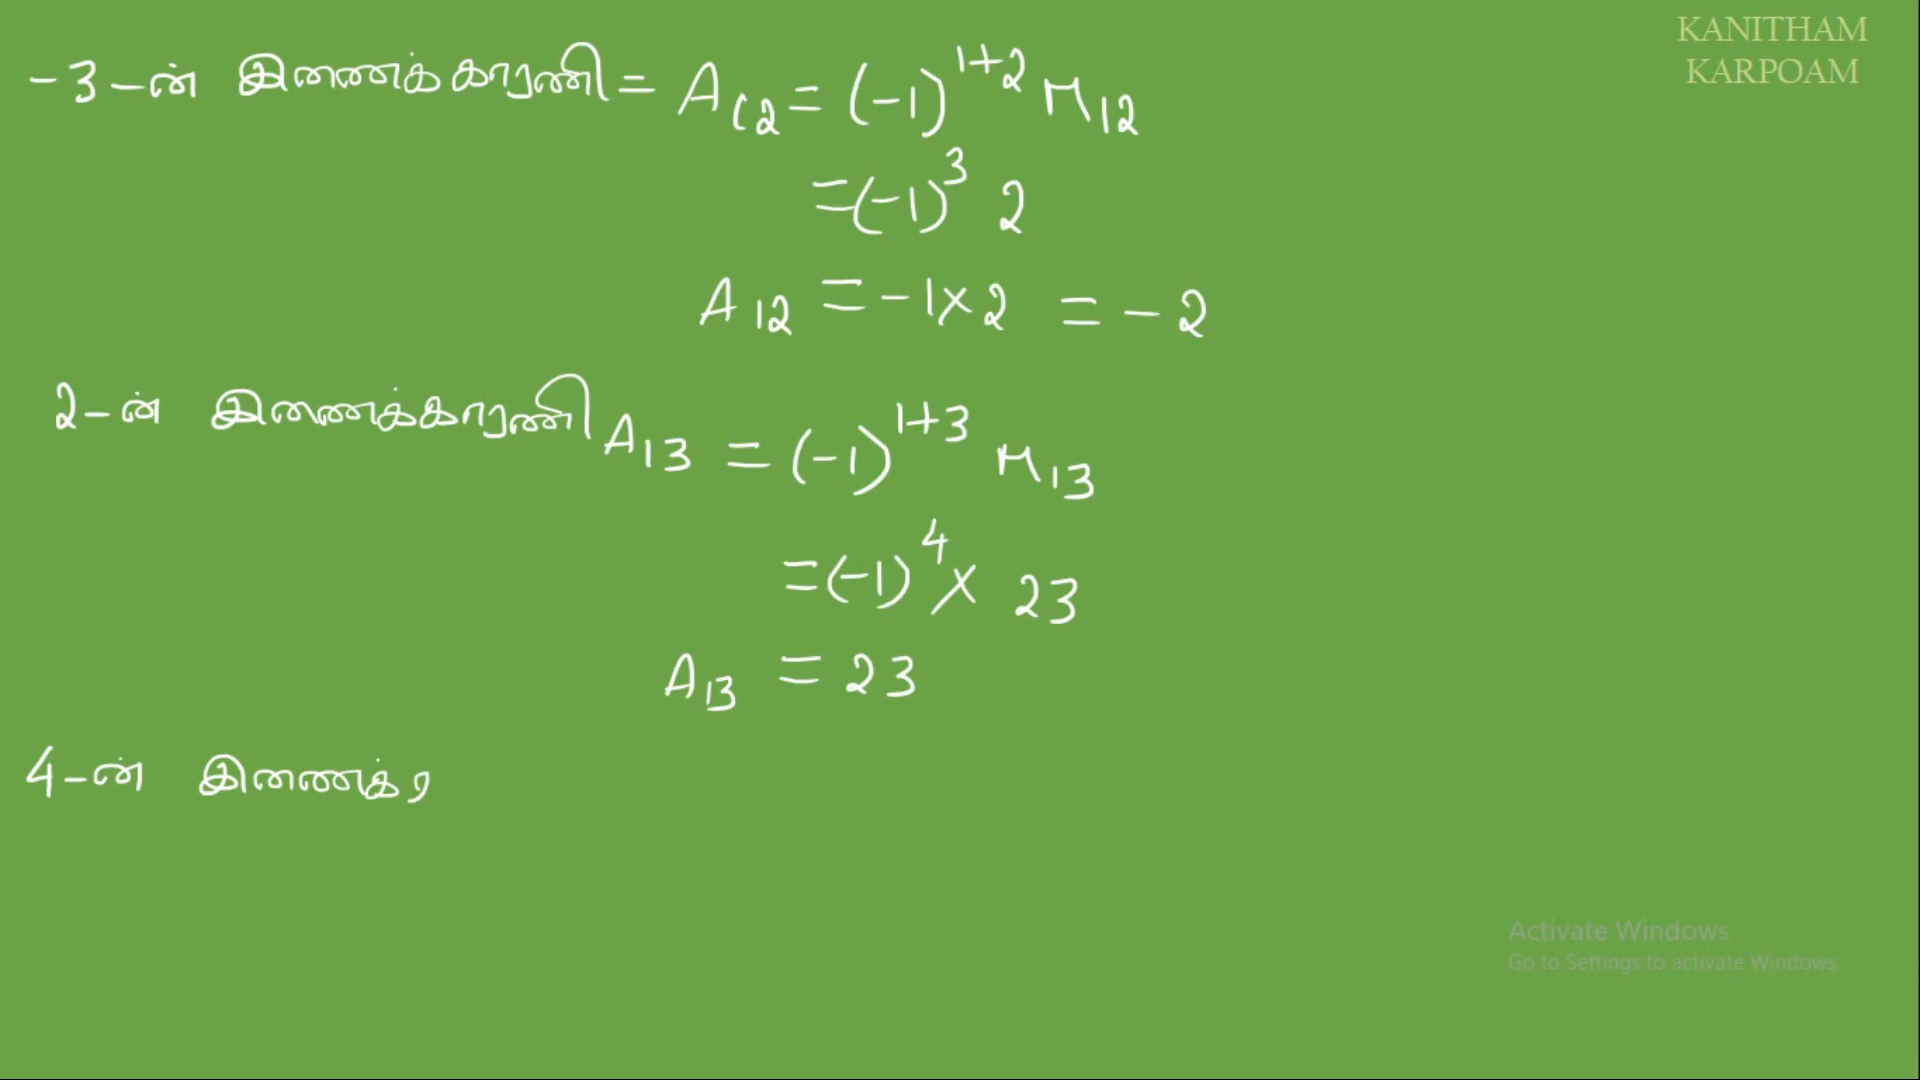 KANITHAM
KARPOAM
-3-ன் இணைக்காரணி = A12 = (-1)^1+2 M12
= (-1)^3 2
A12 = -1×2 = -2
2-ன் இணைக்காரணி A13 = (-1)^1+3 M13
= (-1)^4 × 23
A13 = 23
4-ன் இணைக்ர
Activate Windows
Go to Settings to activate Windows.